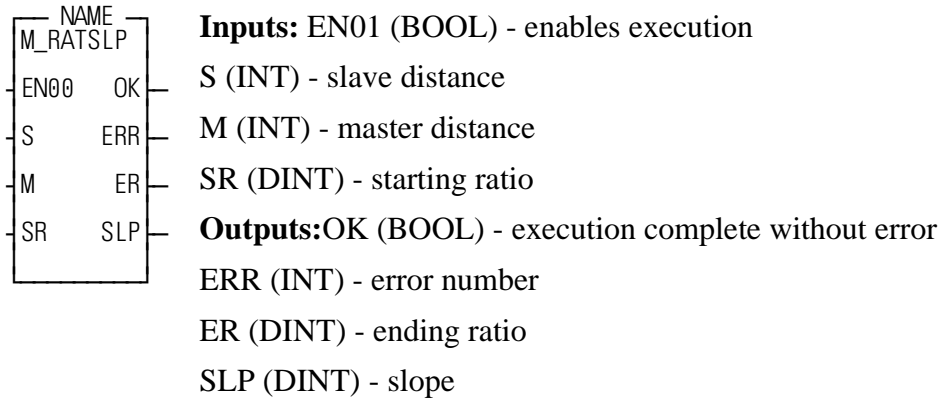 NAME
M_RATSLP
EN00 OK
S ERR
M ER
SR SLP
Inputs: EN01 (BOOL) - enables execution
S (INT) - slave distance
M (INT) - master distance
SR (DINT) - starting ratio
Outputs:OK (BOOL) - execution complete without error
ERR (INT) - error number
ER (DINT) - ending ratio
SLP (DINT) - slope